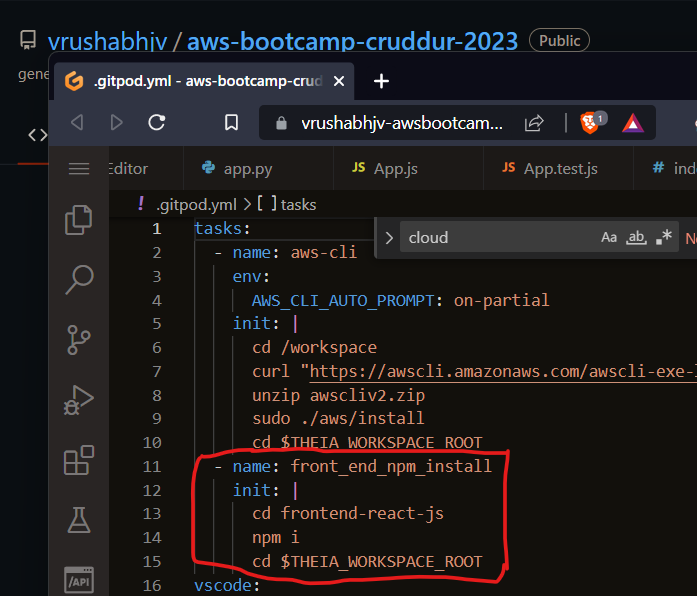 vrushabhjv / aws-bootcamp-cruddur-2023 Public
gene
.gitpod.yml - aws-bootcamp-crud
vrushabhjv-awsbootcam... 1
Editor app.py JS App.js JS App.test.js # ind
! .gitpod.yml > [ ] tasks
cloud Aa ab .* N
1 tasks:
2 - name: aws-cli
3 env:
4 AWS_CLI_AUTO_PROMPT: on-partial
5 init: |
6 cd /workspace
7 curl "https://awscli.amazonaws.com/awscli-exe-l
8 unzip awscliv2.zip
9 sudo ./aws/install
10 cd $THEIA_WORKSPACE_ROOT
11 - name: front_end_npm_install
12 init: |
13 cd frontend-react-js
14 npm i
15 cd $THEIA_WORKSPACE_ROOT
16 vscode:
/API